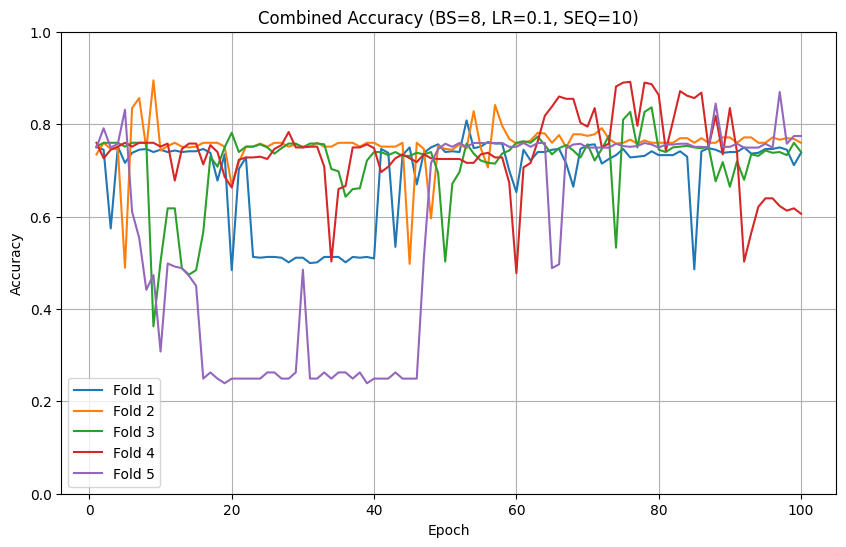 Combined Accuracy (BS=8, LR=0.1, SEQ=10)
Accuracy
1.0
0.8
0.6
0.4
0.2
0.0
Fold 1
Fold 2
Fold 3
Fold 4
Fold 5
0 20 40 60 80 100
Epoch